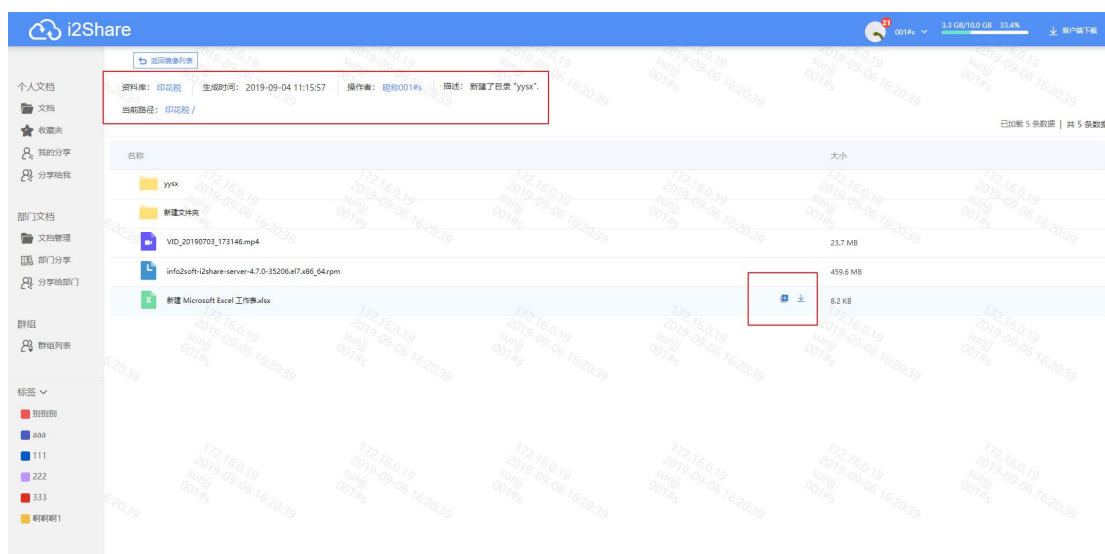 i2Share
21
001#s
3.3 GB/10.0 GB 33.4%
客户端下载
返回镜像列表
资料库: 印花税 生成时间: 2019-09-04 11:15:57 操作者: 昵称001#s 描述: 新建了目录 "yysx".
当前路径: 印花税 /
已加载 5 条数据 | 共 5 条数据
个人文档
文档
收藏夹
我的分享
分享给我
部门文档
文档管理
部门分享
分享给部门
群组
群组列表
标签
别别别
aaa
111
222
333
啊啊啊1
名称 大小
yysx
新建文件夹
VID_20190703_173146.mp4 23.7 MB
info2soft-i2share-server-4.7.0-35206.el7.x86_64.rpm 459.6 MB
新建 Microsoft Excel 工作表.xlsx 8.2 KB
172.16.0.19
2019-09-06 16:20:39
sunji
001#s